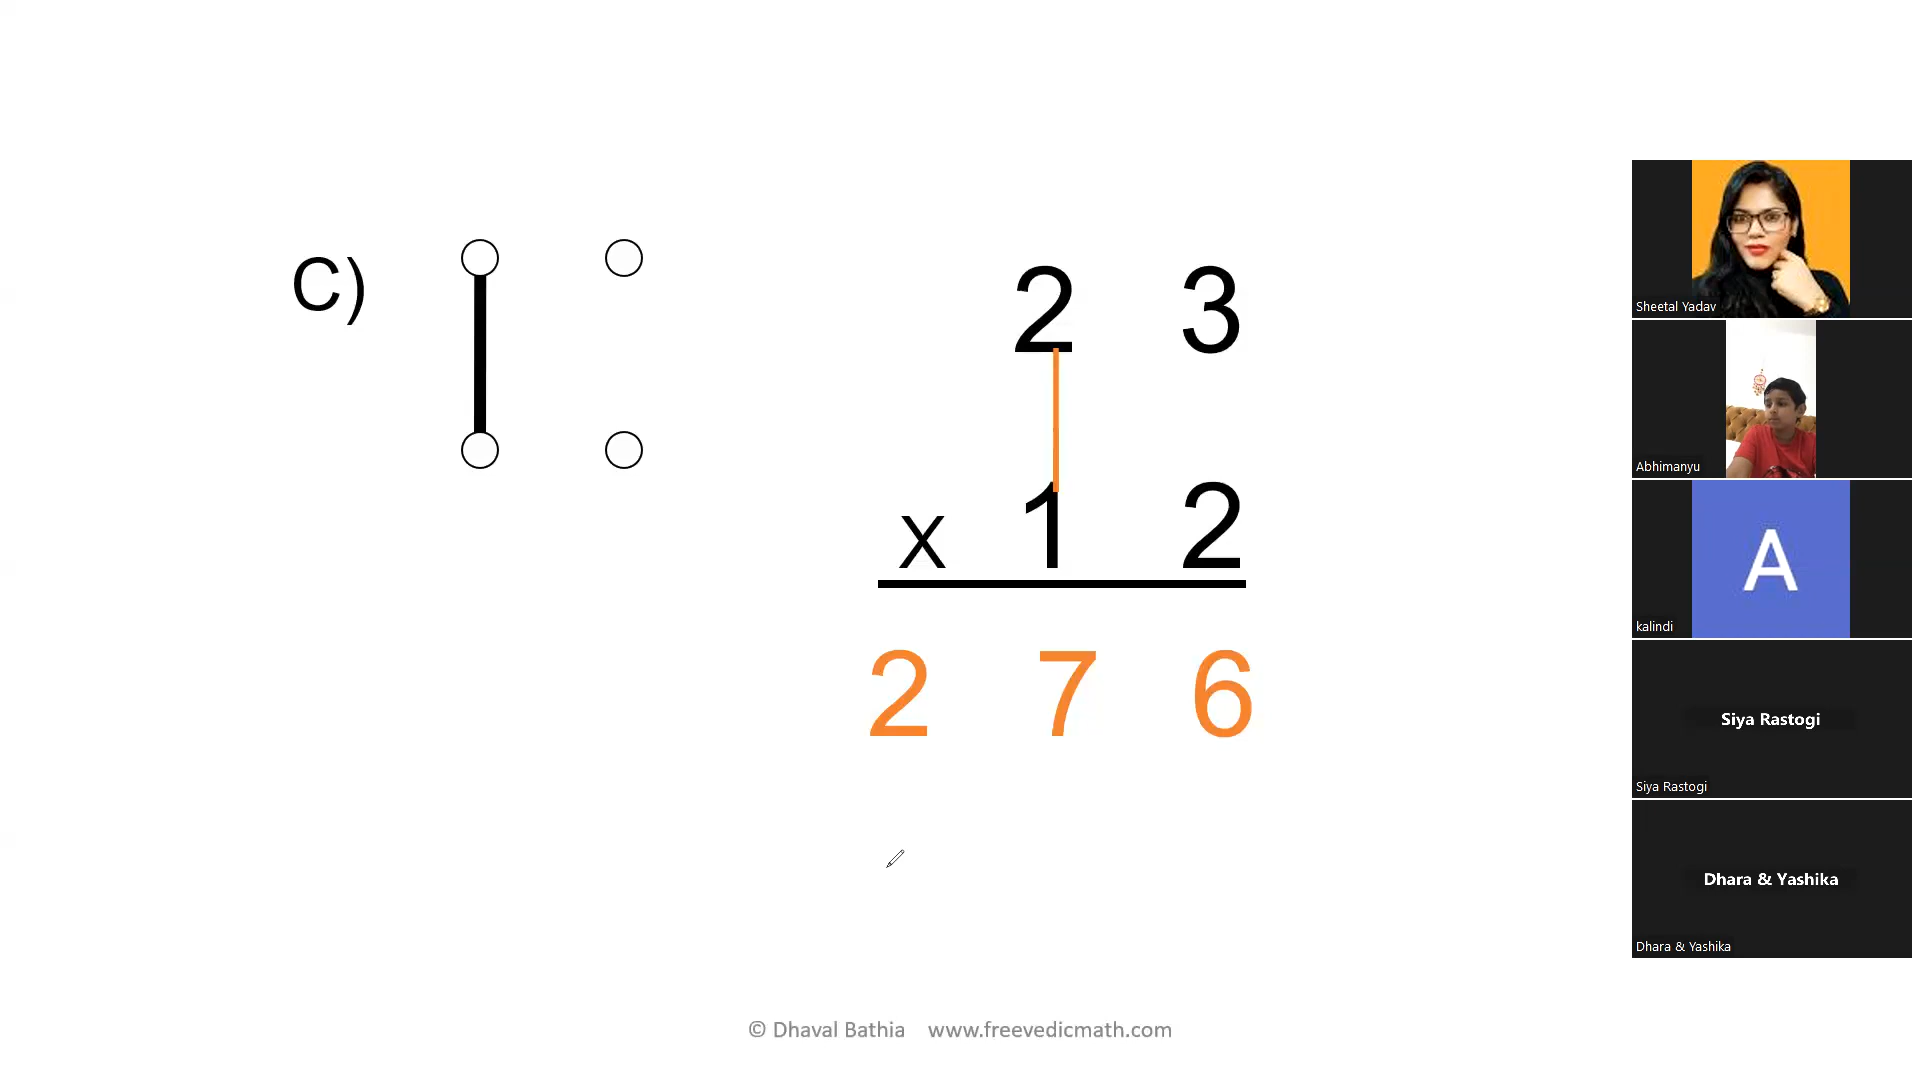 C)
2 3
x 1 2
2 7 6
© Dhaval Bathia www.freevedicmath.com
Sheetal Yadav
Abhimanyu
A
kalindi
Siya Rastogi
Siya Rastogi
Dhara & Yashika
Dhara & Yashika